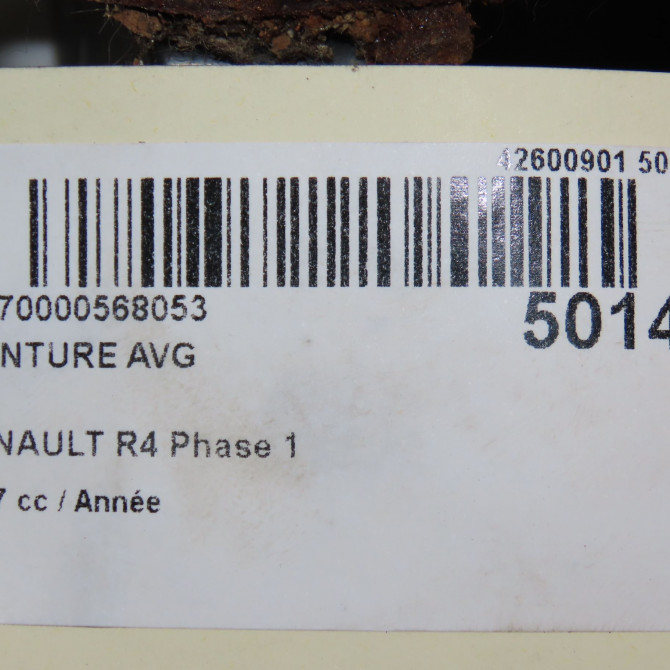 42600901 50
70000568053
5014
NTURE AVG
NAULT R4 Phase 1
7 cc / Année